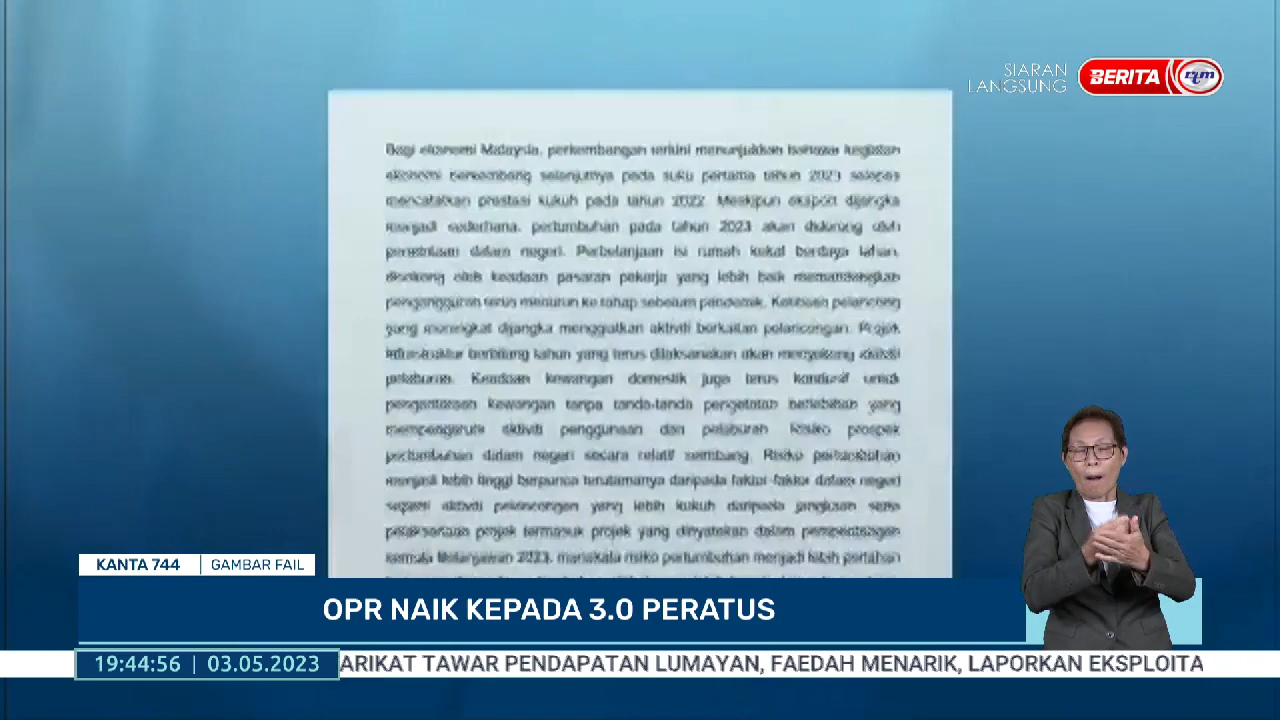 SIARAN
LANGSUNG
BERITA rtm
Bagi ekonomi Malaysia, perkembangan terkini menunjukkan bahawa kegiatan
ekonomi berkembang selanjutnya pada suku pertama tahun 2023 selepas
mencatatkan prestasi kukuh pada tahun 2022. Meskipun eksport dijangka
menjadi sederhana, pertumbuhan pada tahun 2023 akan didorong oleh
permintaan dalam negeri. Perbelanjaan isi rumah kekal berdaya tahan,
disokong oleh keadaan pasaran pekerja yang lebih baik memandangkan
pengangguran terus menurun ke tahap sebelum pandemik. Ketibaan pelancong
yang meningkat dijangka menggiatkan aktiviti berkaitan pelancongan. Projek
infrastruktur berbilang tahun yang terus dilaksanakan akan menyokong aktiviti
pelaburan. Keadaan kewangan domestik juga terus kondusif untuk
pengantaraan kewangan tanpa tanda-tanda pengetatan berlebihan yang
mempengaruhi aktiviti penggunaan dan pelaburan. Risiko prospek
pertumbuhan dalam negeri secara relatif seimbang. Risiko pertumbuhan
menjadi lebih tinggi berpunca terutamanya daripada faktor-faktor dalam negeri
seperti aktiviti pelancongan yang lebih kukuh daripada jangkaan serta
pelaksanaan projek termasuk projek yang dinyatakan dalam pembentangan
semula Belanjawan 2023, manakala risiko pertumbuhan menjadi lebih perlahan
KANTA 744 GAMBAR FAIL
OPR NAIK KEPADA 3.0 PERATUS
19:44:56 | 03.05.2023 ARIKAT TAWAR PENDAPATAN LUMAYAN, FAEDAH MENARIK, LAPORKAN EKSPLOITA